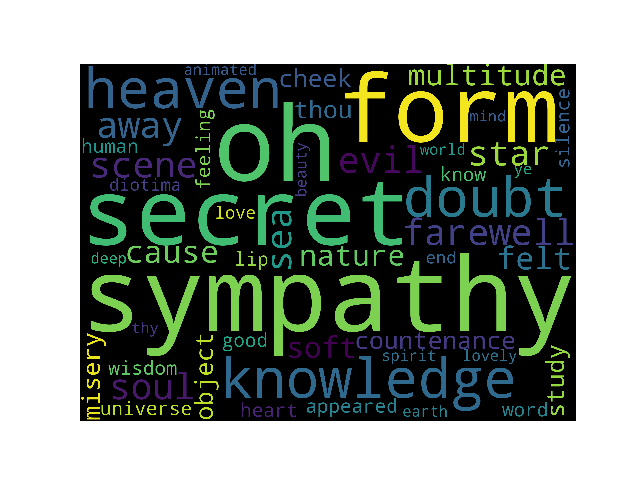 animated
heaven
cheek
multitude
form
thou
mind
silence
away
oh
human
scene
feeling
evil
world
star
diotima
beauty
know
ye
secret
love
doubt
sea
farewell
deep
cause
lip
nature
end
felt
sympathy
thy
misery
wisdom
object
good
soft
countenance
spirit
lovely
study
soul
knowledge
universe
heart
appeared
earth
word